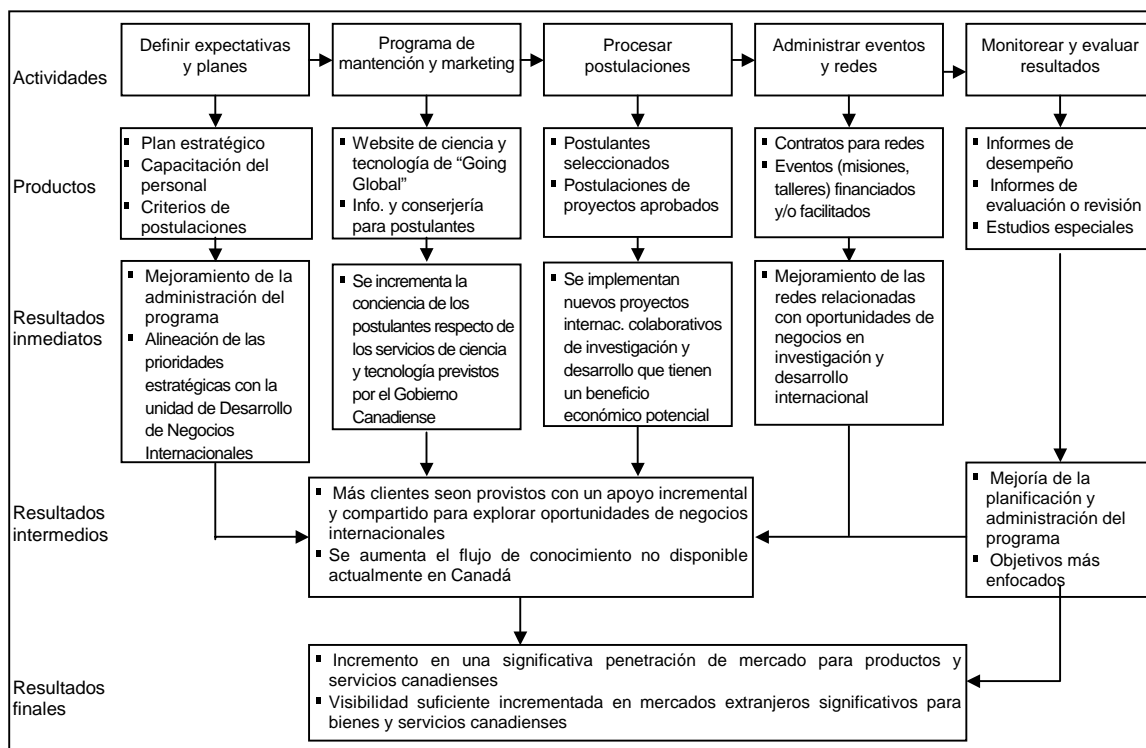 Actividades
Definir expectativas
y planes
Programa de
mantención y marketing
Procesar
postulaciones
Administrar eventos
y redes
Monitorear y evaluar
resultados
Productos
▪ Plan estratégico
▪ Capacitación del
personal
▪ Criterios de
postulaciones
▪ Website de ciencia y
tecnología de “Going
Global”
▪ Info. y conserjería
para postulantes
▪ Postulantes
seleccionados
▪ Postulaciones de
proyectos aprobados
▪ Contratos para redes
▪ Eventos (misiones,
talleres) financiados
y/o facilitados
▪ Informes de
desempeño
▪ Informes de
evaluación o revisión
▪ Estudios especiales
Resultados
inmediatos
▪ Mejoramiento de la
administración del
programa
▪ Alineación de las
prioridades
estratégicas con la
unidad de Desarrollo
de Negocios
Internacionales
▪ Se incrementa la
conciencia de los
postulantes respecto de
los servicios de ciencia
y tecnología previstos
por el Gobierno
Canadiense
▪ Se implementan
nuevos proyectos
internac. colaborativos
de investigación y
desarrollo que tienen
un beneficio
económico potencial
▪ Mejoramiento de las
redes relacionadas
con oportunidades de
negocios en
investigación y
desarrollo
internacional
Resultados
intermedios
▪ Más clientes seon provistos con un apoyo incremental
y compartido para explorar oportunidades de negocios
internacionales
▪ Se aumenta el flujo de conocimiento no disponible
actualmente en Canadá
▪ Mejoría de la
planificación y
administración del
programa
▪ Objetivos más
enfocados
Resultados
finales
▪ Incremento en una significativa penetración de mercado para productos y
servicios canadienses
▪ Visibilidad suficiente incrementada en mercados extranjeros significativos para
bienes y servicios canadienses